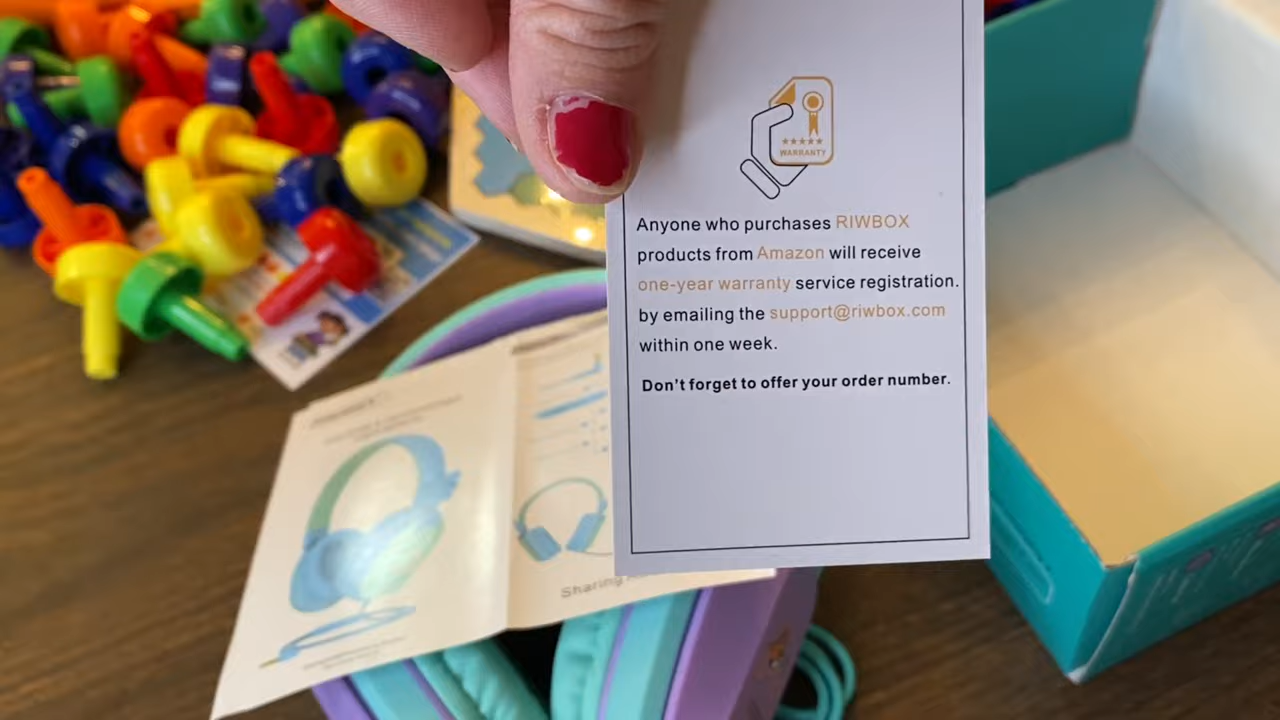 WARRANTY
Anyone who purchases RIWBOX
products from Amazon will receive
one-year warranty service registration.
by emailing the support@riwbox.com
within one week.
Don't forget to offer your order number.
Sharing